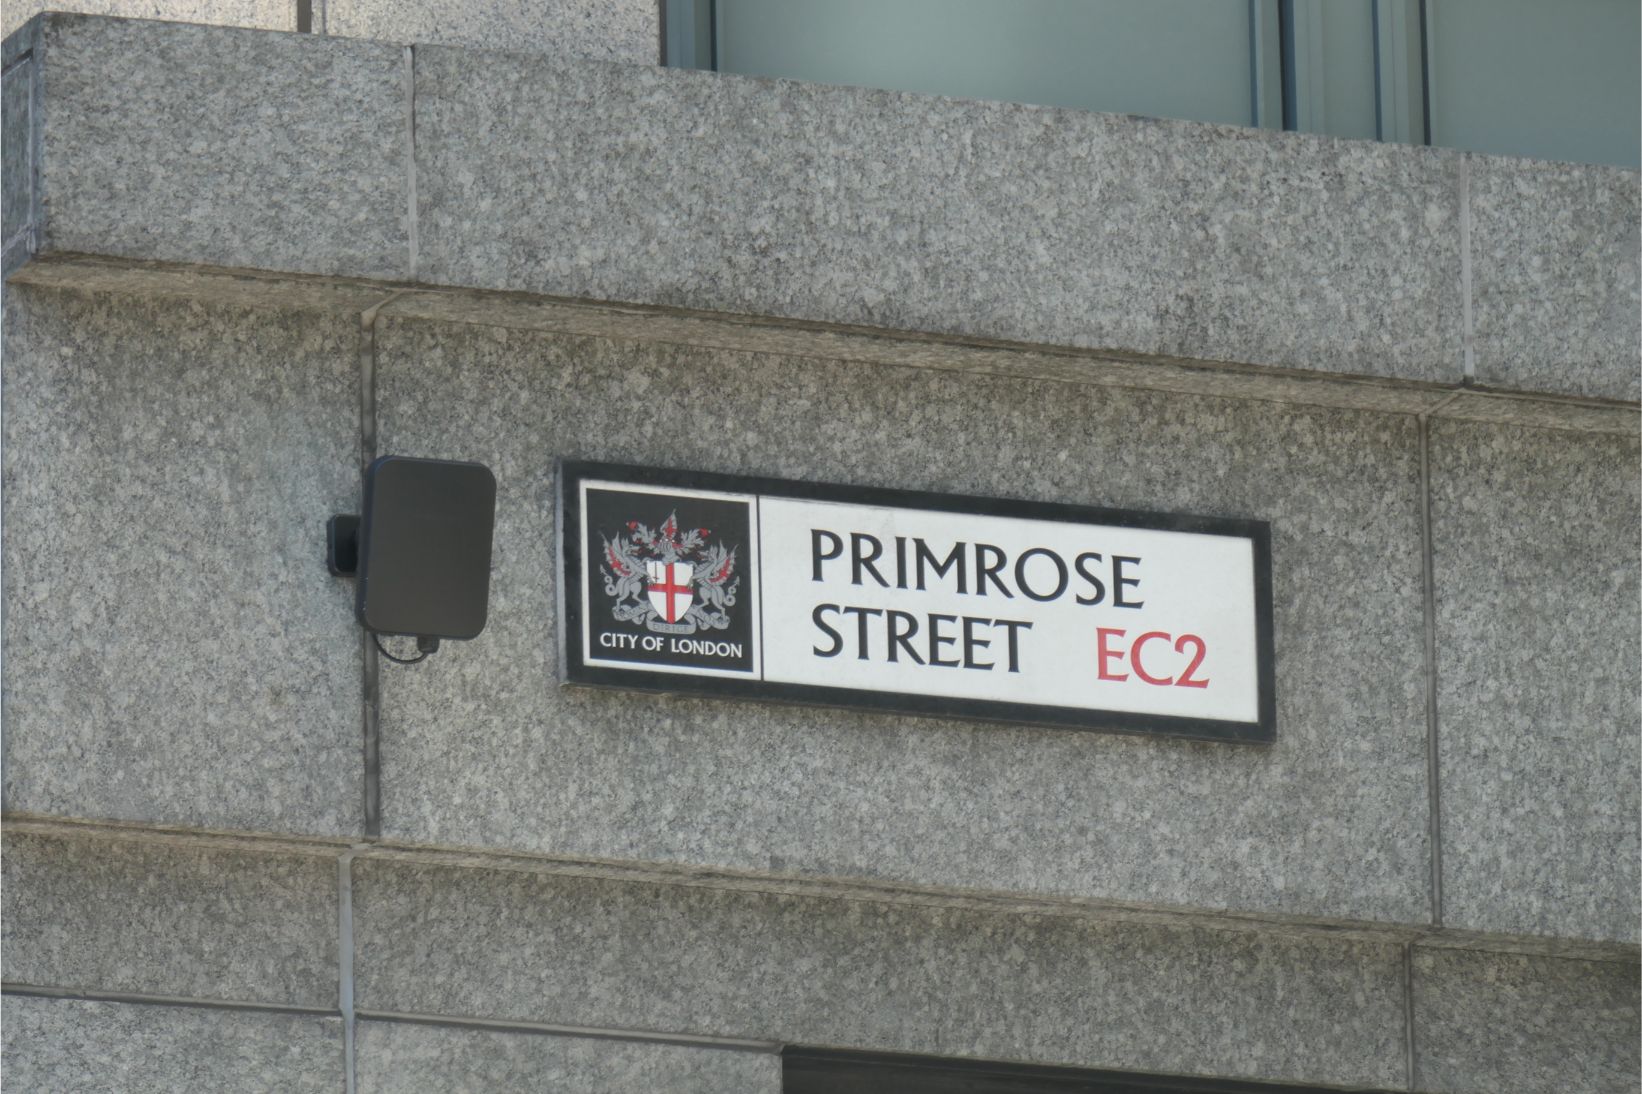 PRIMROSE
STREET EC2
CITY OF LONDON